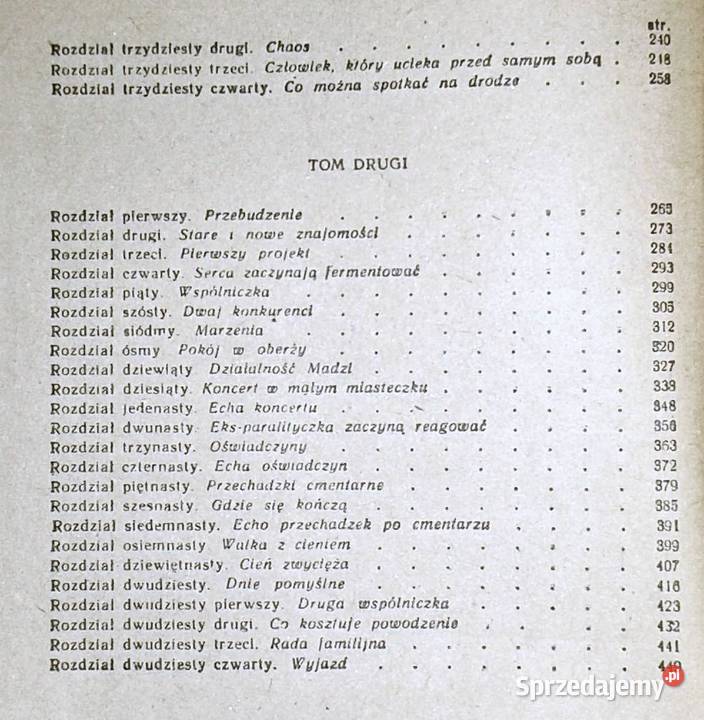 str.
Rozdział trzydziesty drugi. Chaos . . . . . . . . . 240
Rozdział trzydziesty trzeci. Człowiek, który ucieka przed samym sobą . 248
Rozdział trzydziesty czwarty. Co można spotkać na drodze . . . 258
TOM DRUGI
Rozdział pierwszy. Przebudzenie . . . . . . . . . 265
Rozdział drugi. Stare i nowe znajomości . . . . . . . 273
Rozdział trzeci. Pierwszy projekt . . . . . . . . . 281
Rozdział czwarty. Serca zaczynają fermentować . . . . . . 293
Rozdział piąty. Wspólniczka . . . . . . . . . . 299
Rozdział szósty. Dwaj konkurenci . . . . . . . . . 305
Rozdział siódmy. Marzenia . . . . . . . . . . 312
Rozdział ósmy Pokój w oberży . . . . . . . . . 320
Rozdział dziewiąty. Działalność Madzi . . . . . . . . 327
Rozdział dziesiąty. Koncert w małym miasteczku . . . . . . 339
Rozdział jedenasty. Echa koncertu . . . . . . . . . 348
Rozdział dwunasty. Eks-paralityczka zaczyna reagować . . . . 356
Rozdział trzynasty. Oświadczyny . . . . . . . . . 363
Rozdział czternasty. Echa oświadczyn . . . . . . . . 372
Rozdział piętnasty. Przechadzki cmentarne . . . . . . . 379
Rozdział szesnasty. Gdzie się kończą . . . . . . . . 385
Rozdział siedemnasty. Echo przechadzek po cmentarzu . . . . 391
Rozdział osiemnasty Walka z cieniem . . . . . . . . 399
Rozdział dziewiętnasty. Cień zwycięża . . . . . . . . 407
Rozdział dwudziesty. Dnie pomyślne . . . . . . . . 416
Rozdział dwudziesty pierwszy. Druga wspólniczka . . . . . 423
Rozdział dwudziesty drugi. Co kosztuje powodzenie . . . . . 432
Rozdział dwudziesty trzeci. Rada familijna . . . . . . . 441
Rozdział dwudziesty czwarty. Wyjazd . . . . . . . . 449
Sprzedajemy.pl